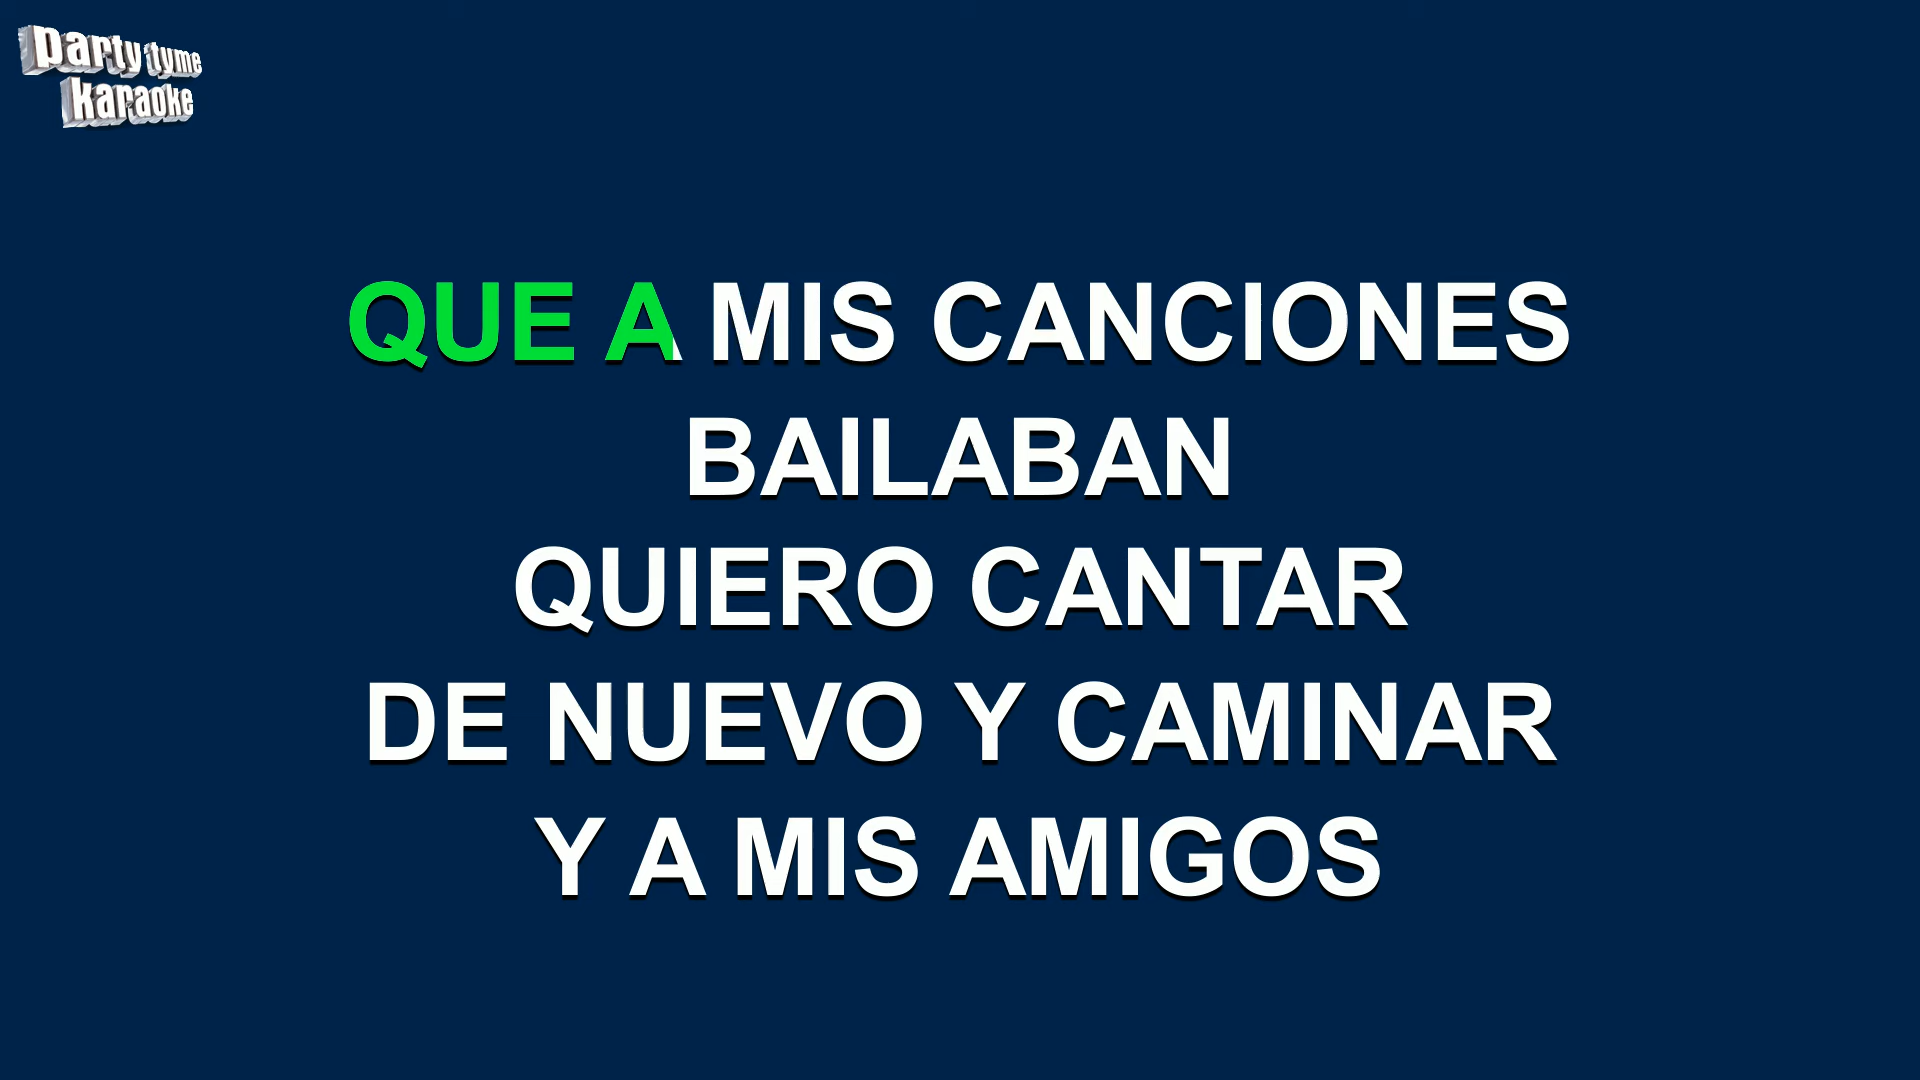 party tyme
karaoke
QUE A MIS CANCIONES
BAILABAN
QUIERO CANTAR
DE NUEVO Y CAMINAR
Y A MIS AMIGOS